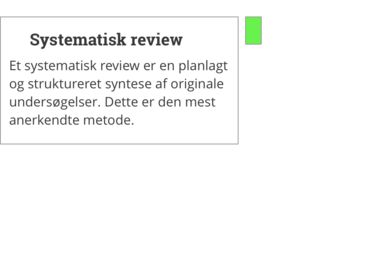 Systematisk review
Et systematisk review er en planlagt
og struktureret syntese af originale
undersøgelser. Dette er den mest
anerkendte metode.